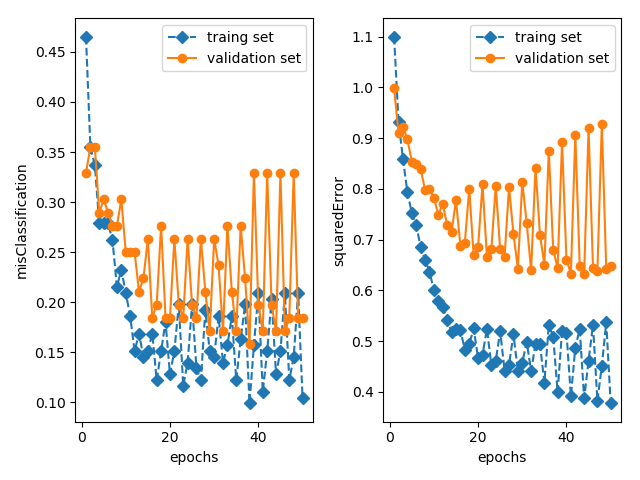 traing set
validation set
misClassification
0.45
0.40
0.35
0.30
0.25
0.20
0.15
0.10
0
20
40
epochs
traing set
validation set
squaredError
1.1
1.0
0.9
0.8
0.7
0.6
0.5
0.4
0
20
40
epochs